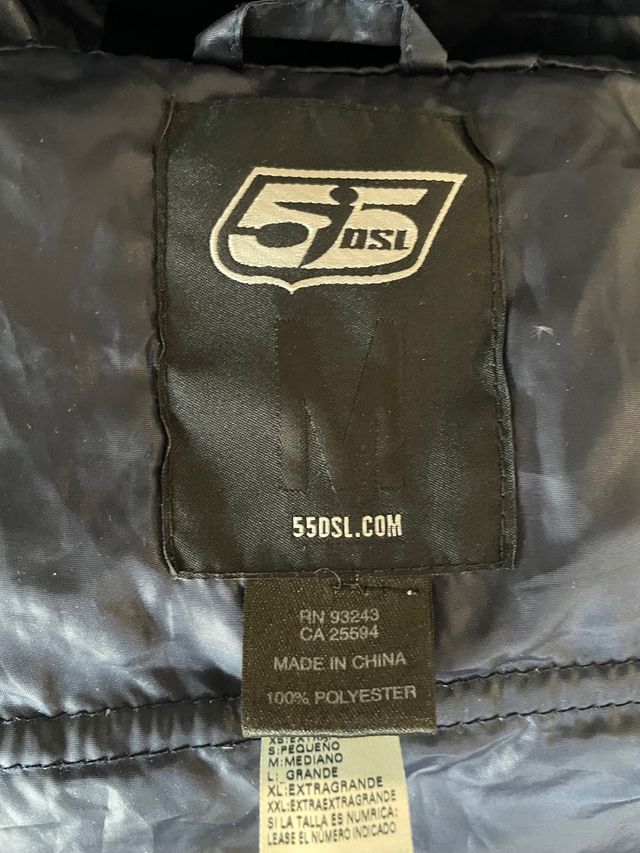 55DSL
M
55DSL.COM
RN 93243
CA 25594
MADE IN CHINA
100% POLYESTER
S:PEQUEÑO
M:MEDIANO
L: GRANDE
XL:EXTRAGRANDE
XXL:EXTRAEXTRAGRANDE
SI LA TALLA ES NUMRICA:
LEASE EL NUMERO INDICADO